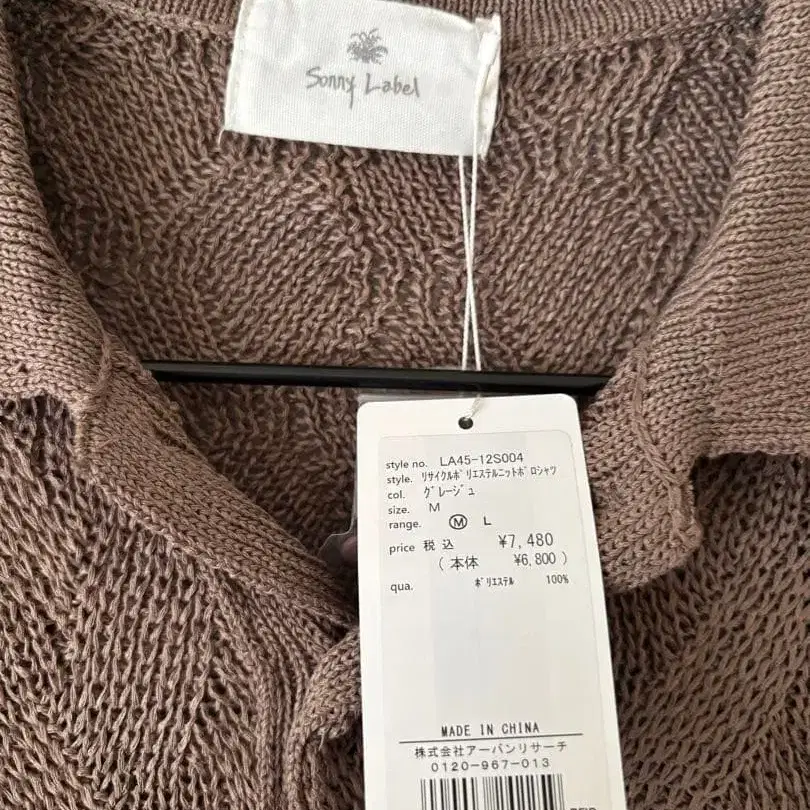 Sonny Label
style no. LA45-12S004
style. ﾘｻｲｸﾙﾎﾟﾘｴｽﾃﾙﾆｯﾄﾎﾟﾛｼｬﾂ
col. ｸﾞﾚｰｼﾞｭ
size. M
range. Ⓜ L
price 税込 ¥7,480
(本体 ¥6,800)
qua. ﾎﾟﾘｴｽﾃﾙ 100%
MADE IN CHINA
株式会社アーバンリサーチ
0120-967-013